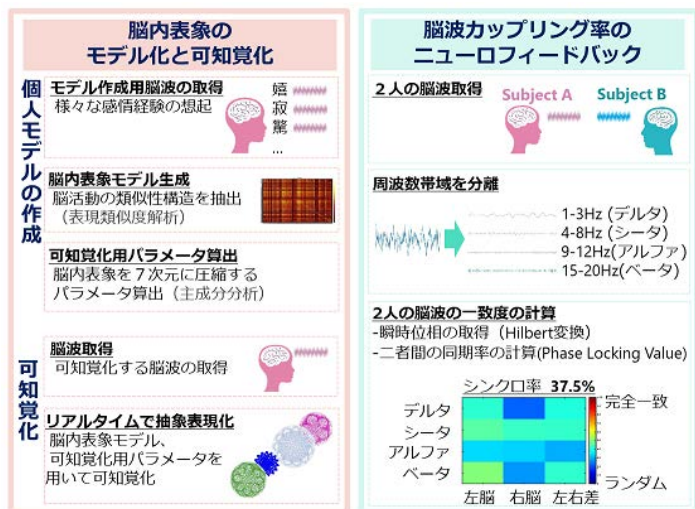 脳内表象の
モデル化と可知覚化
個人モデルの作成
モデル作成用脳波の取得
様々な感情経験の想起
嬉
寂
驚
...
脳内表象モデル生成
脳活動の類似性構造を抽出
（表現類似度解析）
可知覚化用パラメータ算出
脳内表象を７次元に圧縮する
パラメータ算出（主成分分析）
可知覚化
脳波取得
可知覚化する脳波の取得
リアルタイムで抽象表現化
脳内表象モデル、
可知覚化用パラメータを
用いて可知覚化
脳波カップリング率の
ニューロフィードバック
２人の脳波取得
Subject A
Subject B
周波数帯域を分離
1-3Hz (デルタ)
4-8Hz (シータ)
9-12Hz(アルファ)
15-20Hz(ベータ)
2人の脳波の一致度の計算
-瞬時位相の取得（Hilbert変換）
-二者間の同期率の計算(Phase Locking Value)
シンクロ率 37.5%
デルタ
シータ
アルファ
ベータ
左脳 右脳 左右差
完全一致
ランダム